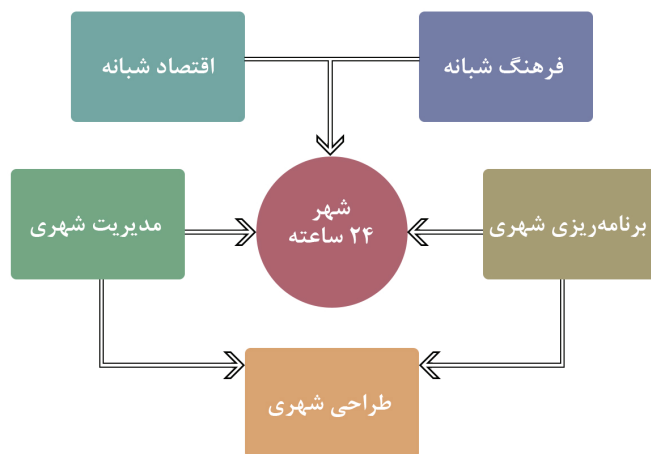 فرهنگ شبانه
اقتصاد شبانه
برنامه‌ریزی شهری
شهر
۲۴ ساعته
مدیریت شهری
طراحی شهری